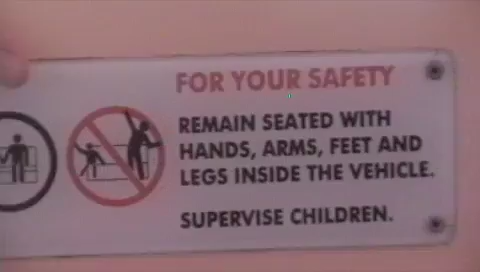 FOR YOUR SAFETY
REMAIN SEATED WITH
HANDS, ARMS, FEET AND
LEGS INSIDE THE VEHICLE.
SUPERVISE CHILDREN.